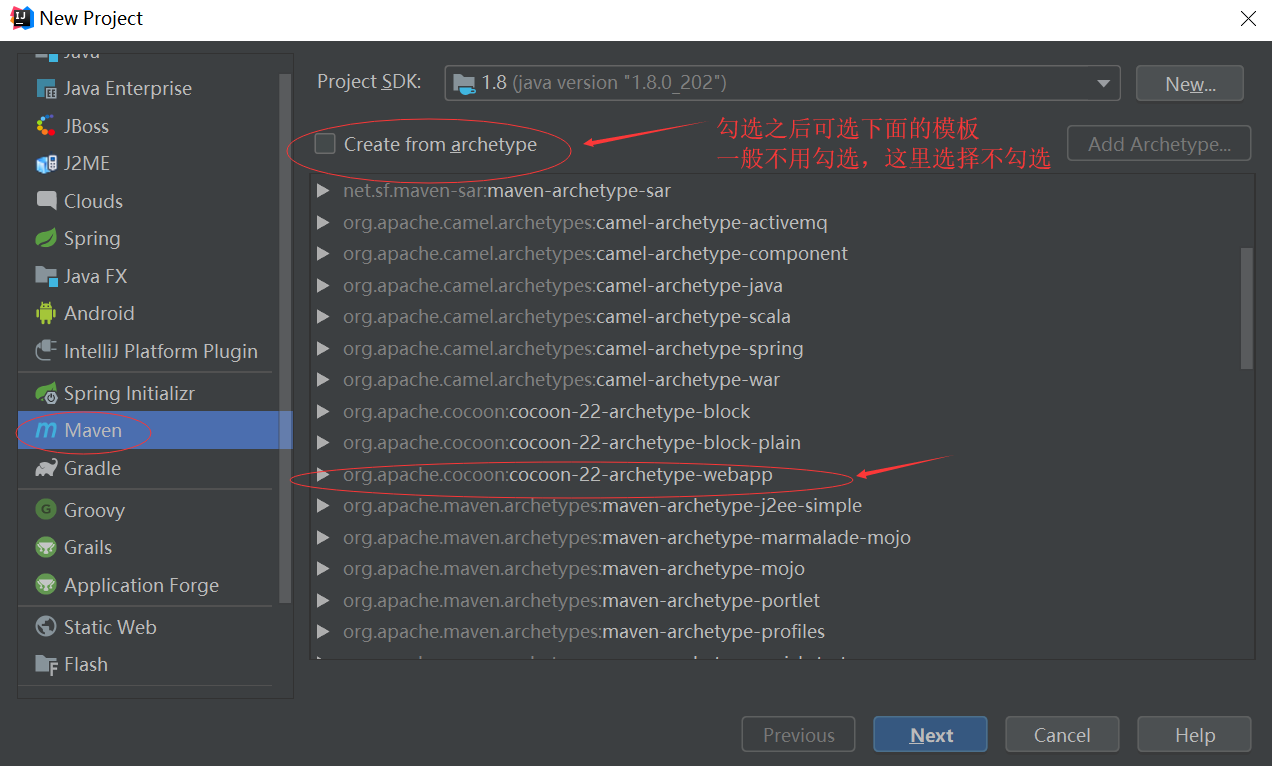 New Project
Java
Java Enterprise
JBoss
J2ME
Clouds
Spring
Java FX
Android
IntelliJ Platform Plugin
Spring Initializr
Maven
Gradle
Groovy
Grails
Application Forge
Static Web
Flash
Project SDK:
1.8 (java version "1.8.0_202")
New...
Create from archetype
勾选之后可选下面的模板
一般不用勾选，这里选择不勾选
Add Archetype...
net.sf.maven-sar:maven-archetype-sar
org.apache.camel.archetypes:camel-archetype-activemq
org.apache.camel.archetypes:camel-archetype-component
org.apache.camel.archetypes:camel-archetype-java
org.apache.camel.archetypes:camel-archetype-scala
org.apache.camel.archetypes:camel-archetype-spring
org.apache.camel.archetypes:camel-archetype-war
org.apache.cocoon:cocoon-22-archetype-block
org.apache.cocoon:cocoon-22-archetype-block-plain
org.apache.cocoon:cocoon-22-archetype-webapp
org.apache.maven.archetypes:maven-archetype-j2ee-simple
org.apache.maven.archetypes:maven-archetype-marmalade-mojo
org.apache.maven.archetypes:maven-archetype-mojo
org.apache.maven.archetypes:maven-archetype-portlet
org.apache.maven.archetypes:maven-archetype-profiles
Previous
Next
Cancel
Help